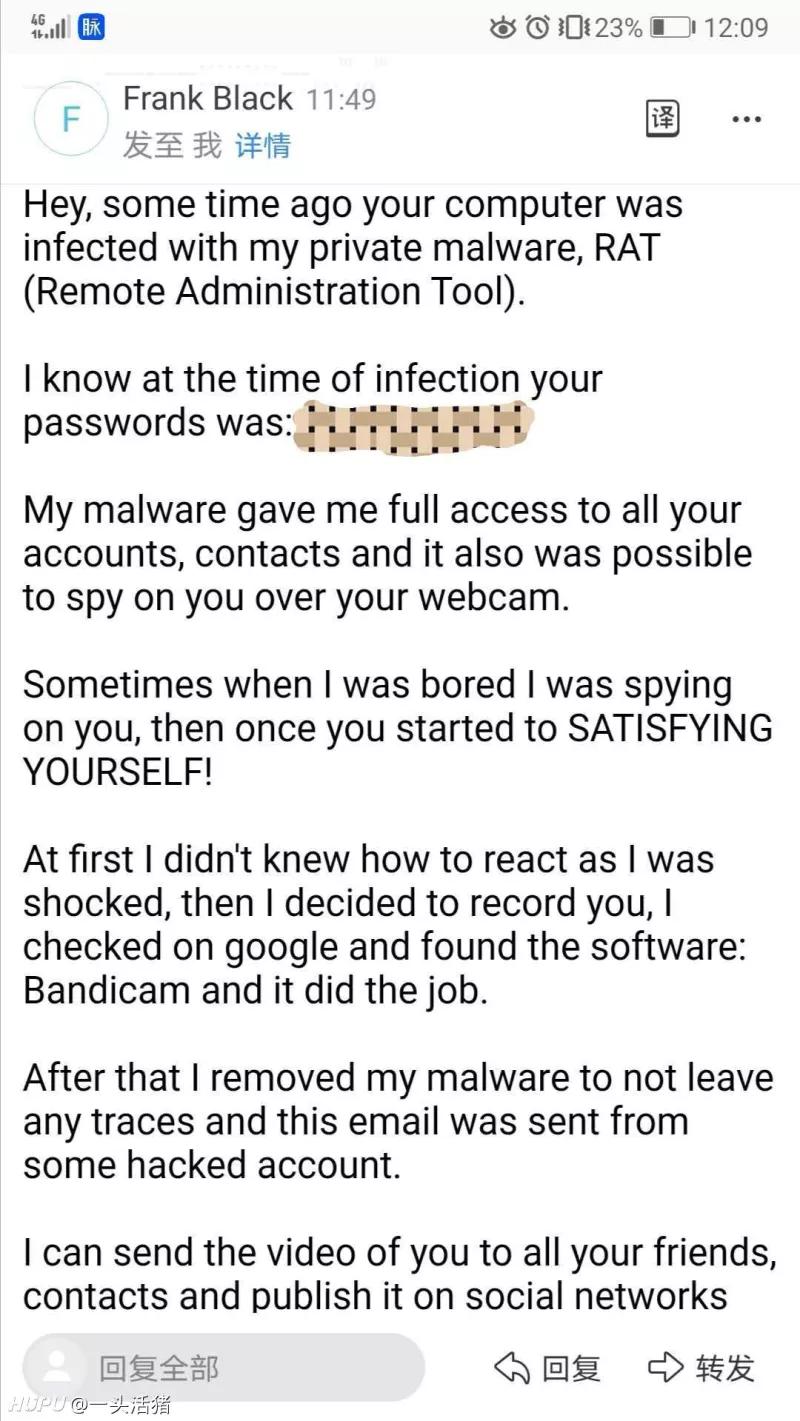 4G 脉 23% 12:09
F Frank Black 11:49 译
发至 我 详情
Hey, some time ago your computer was
infected with my private malware, RAT
(Remote Administration Tool).
I know at the time of infection your
passwords was:
My malware gave me full access to all your
accounts, contacts and it also was possible
to spy on you over your webcam.
Sometimes when I was bored I was spying
on you, then once you started to SATISFYING
YOURSELF!
At first I didn't knew how to react as I was
shocked, then I decided to record you, I
checked on google and found the software:
Bandicam and it did the job.
After that I removed my malware to not leave
any traces and this email was sent from
some hacked account.
I can send the video of you to all your friends,
contacts and publish it on social networks
回复全部 回复 转发
HUPU @一头活猪